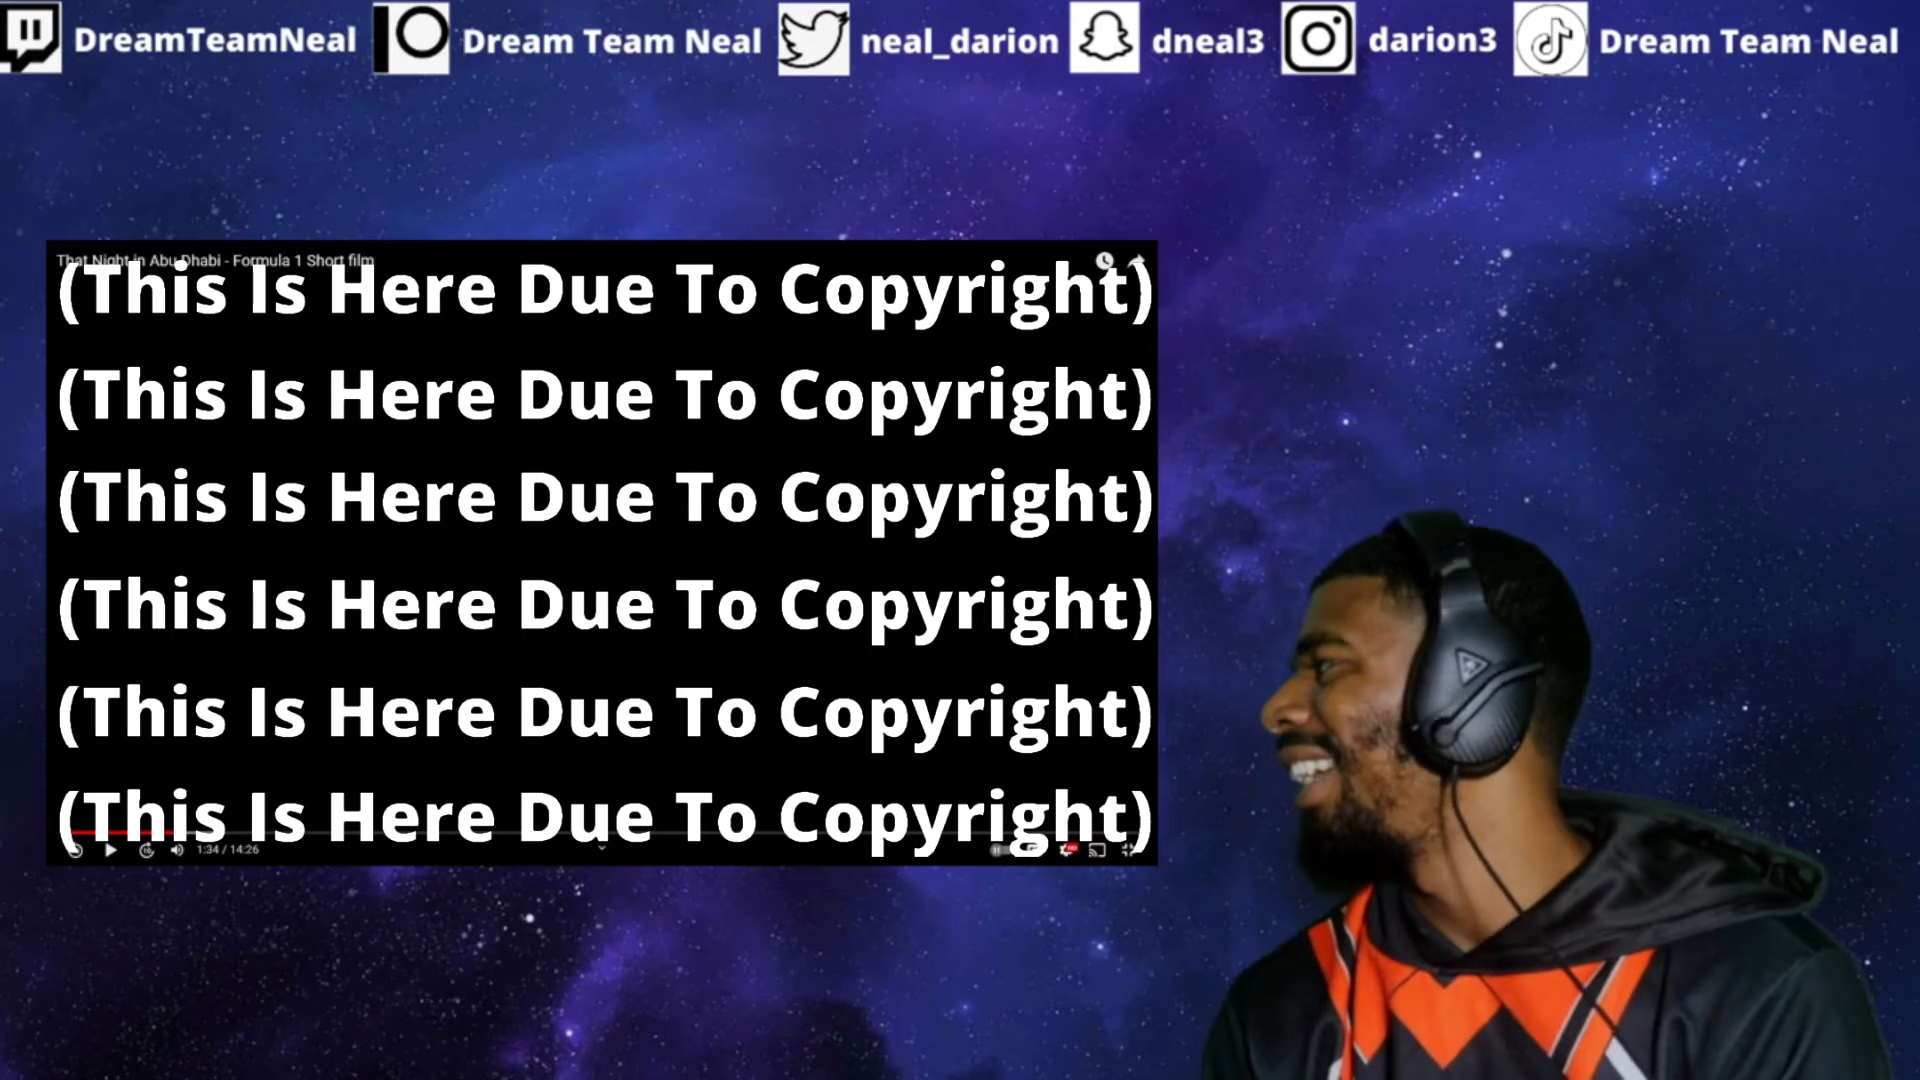 DreamTeamNeal Dream Team Neal neal_darion dneal3 darion3 Dream Team Neal
That Night in Abu Dhabi - Formula 1 Short film
(This Is Here Due To Copyright)
(This Is Here Due To Copyright)
(This Is Here Due To Copyright)
(This Is Here Due To Copyright)
(This Is Here Due To Copyright)
(This Is Here Due To Copyright)
1:34 / 14:26